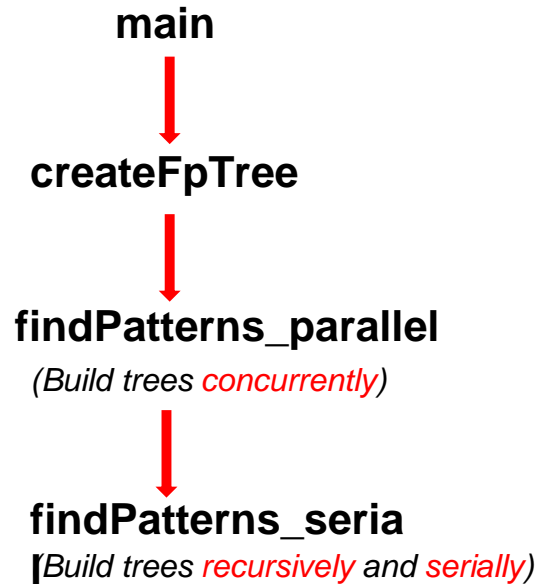 main
createFpTree
findPatterns_parallel
(Build trees concurrently)
findPatterns_seria
l
(Build trees recursively and serially)